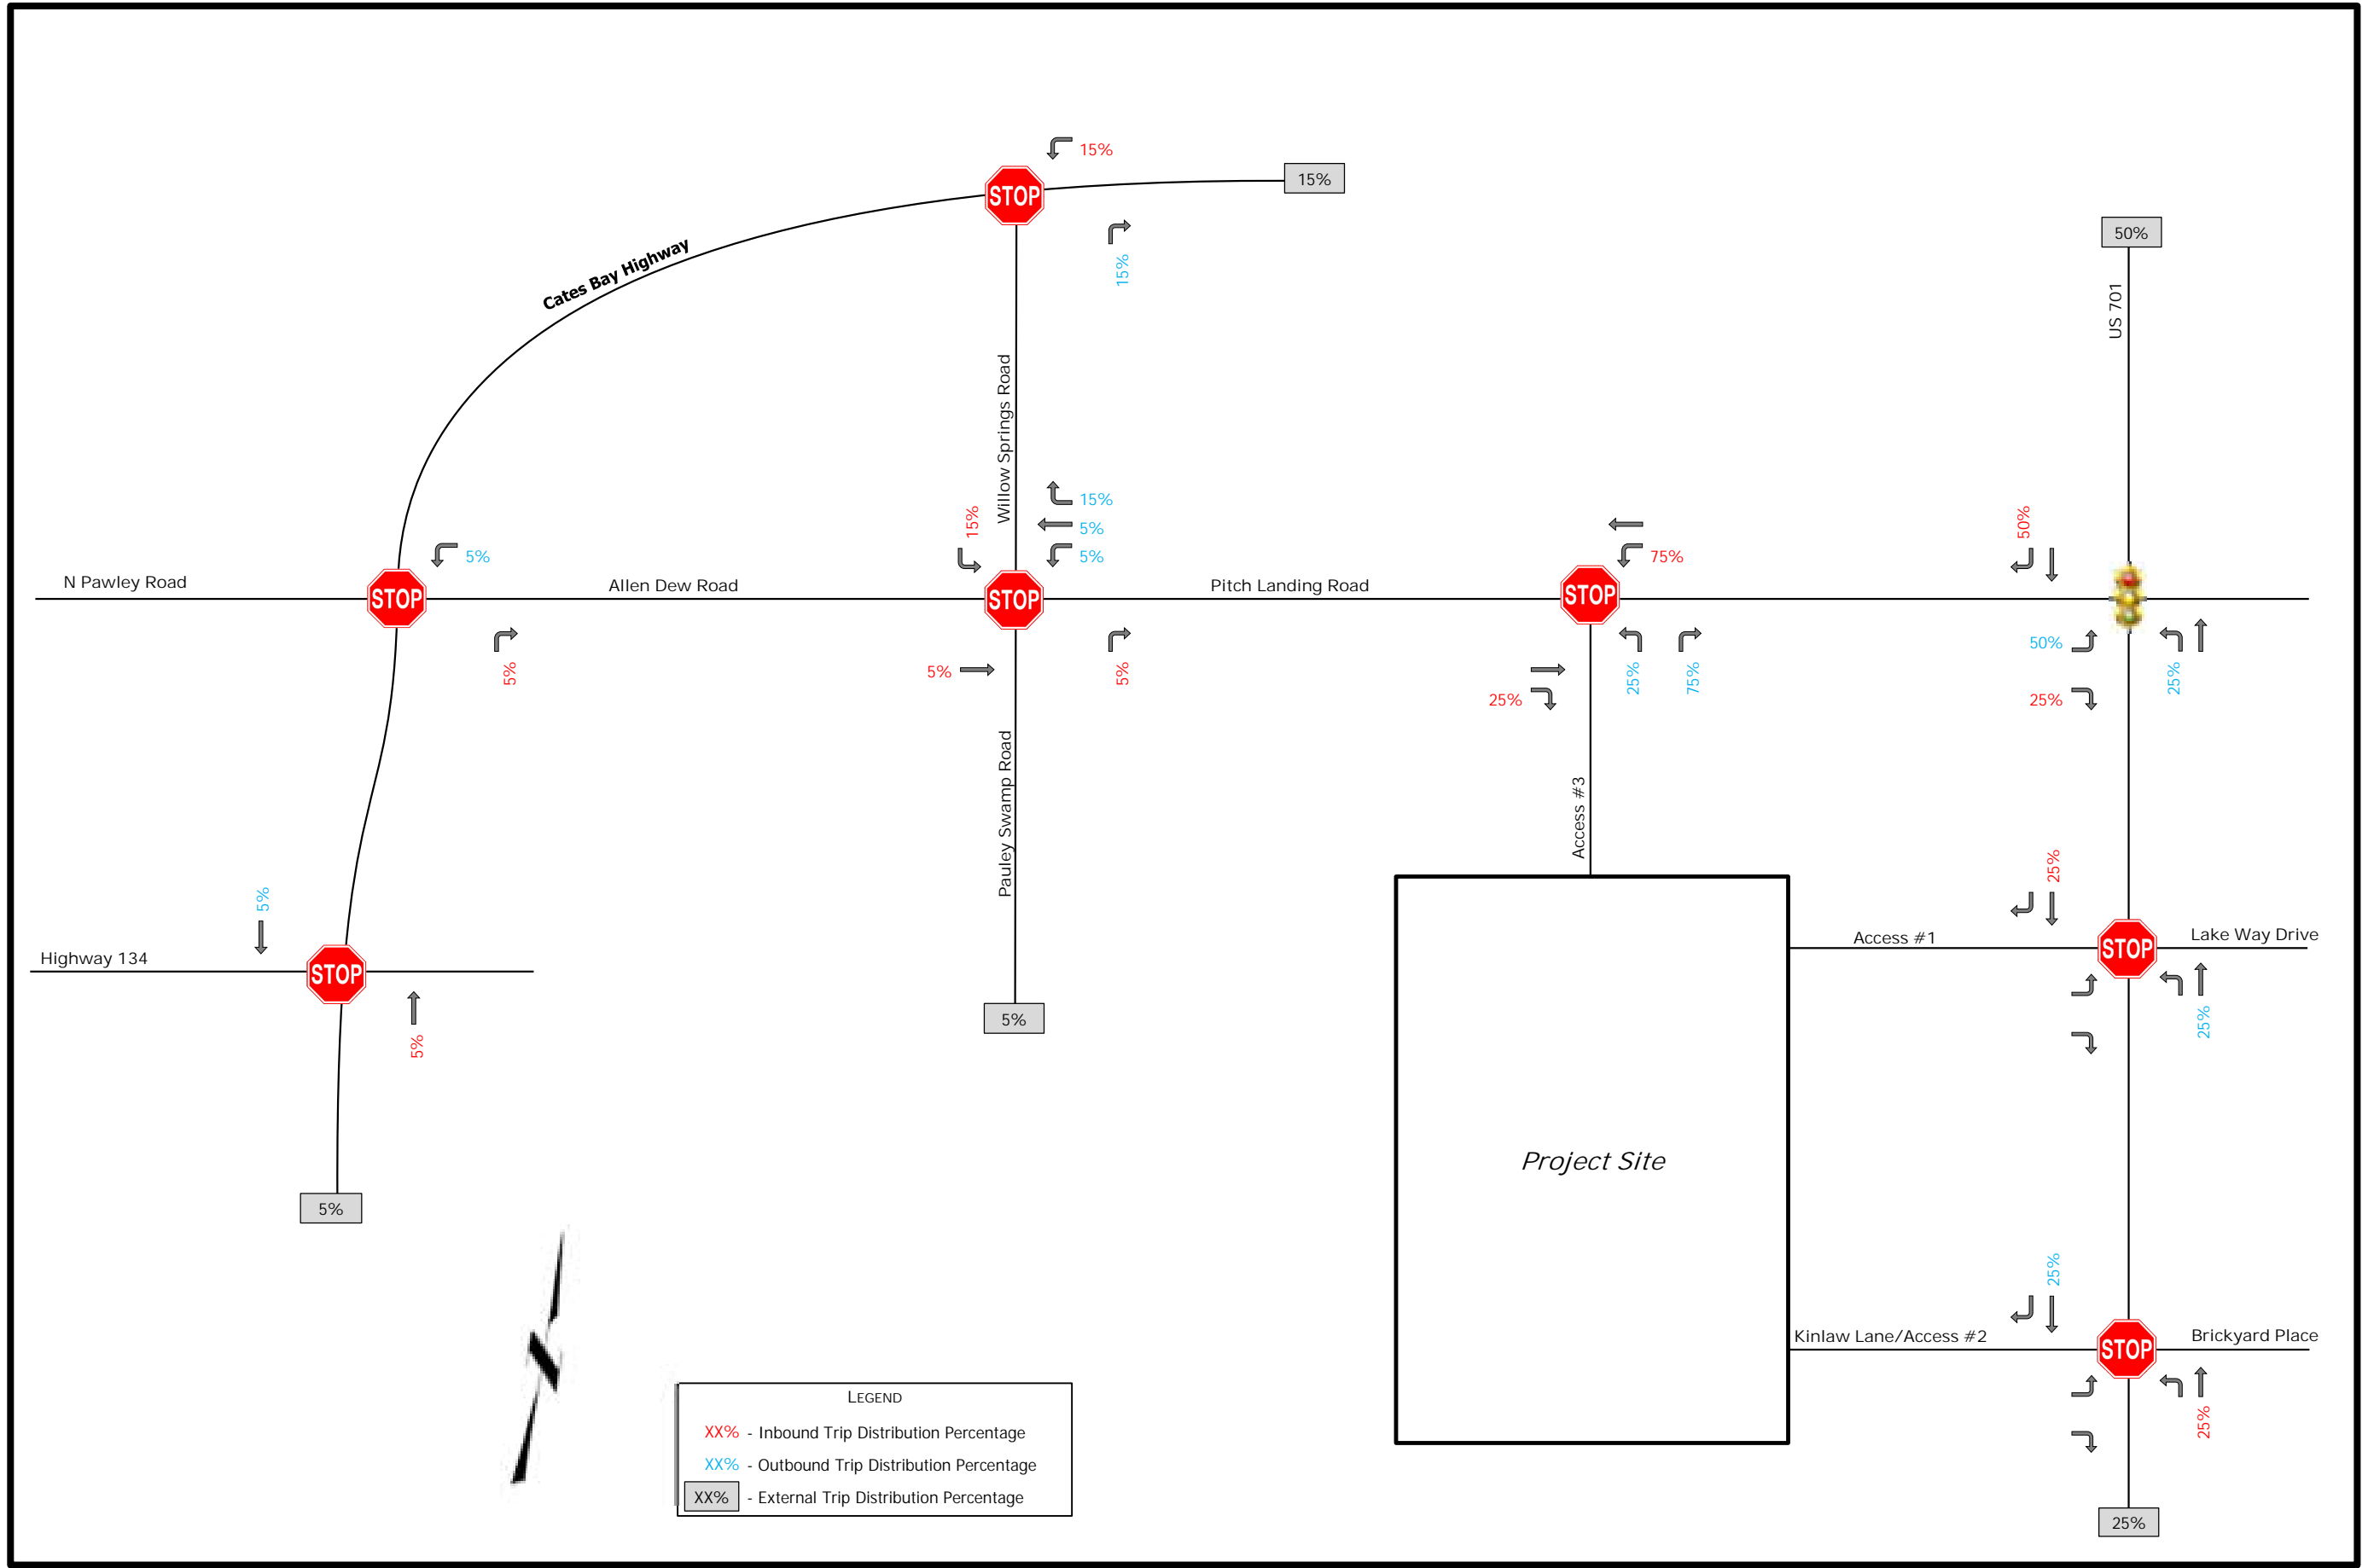 15%
STOP
15%
15%
50%
US 701
Cates Bay Highway
Willow Springs Road
15%
15%
5%
5%
50%
5%
75%
N Pawley Road
STOP
Allen Dew Road
STOP
Pitch Landing Road
STOP
5%
5%
5%
25%
25%
75%
50%
25%
25%
5%
Pauley Swamp Road
Access #3
25%
5%
Highway 134
STOP
Access #1
STOP
Lake Way Drive
5%
5%
25%
Project Site
5%
25%
Kinlaw Lane/Access #2
STOP
Brickyard Place
25%
25%
LEGEND
XX% - Inbound Trip Distribution Percentage
XX% - Outbound Trip Distribution Percentage
XX% - External Trip Distribution Percentage